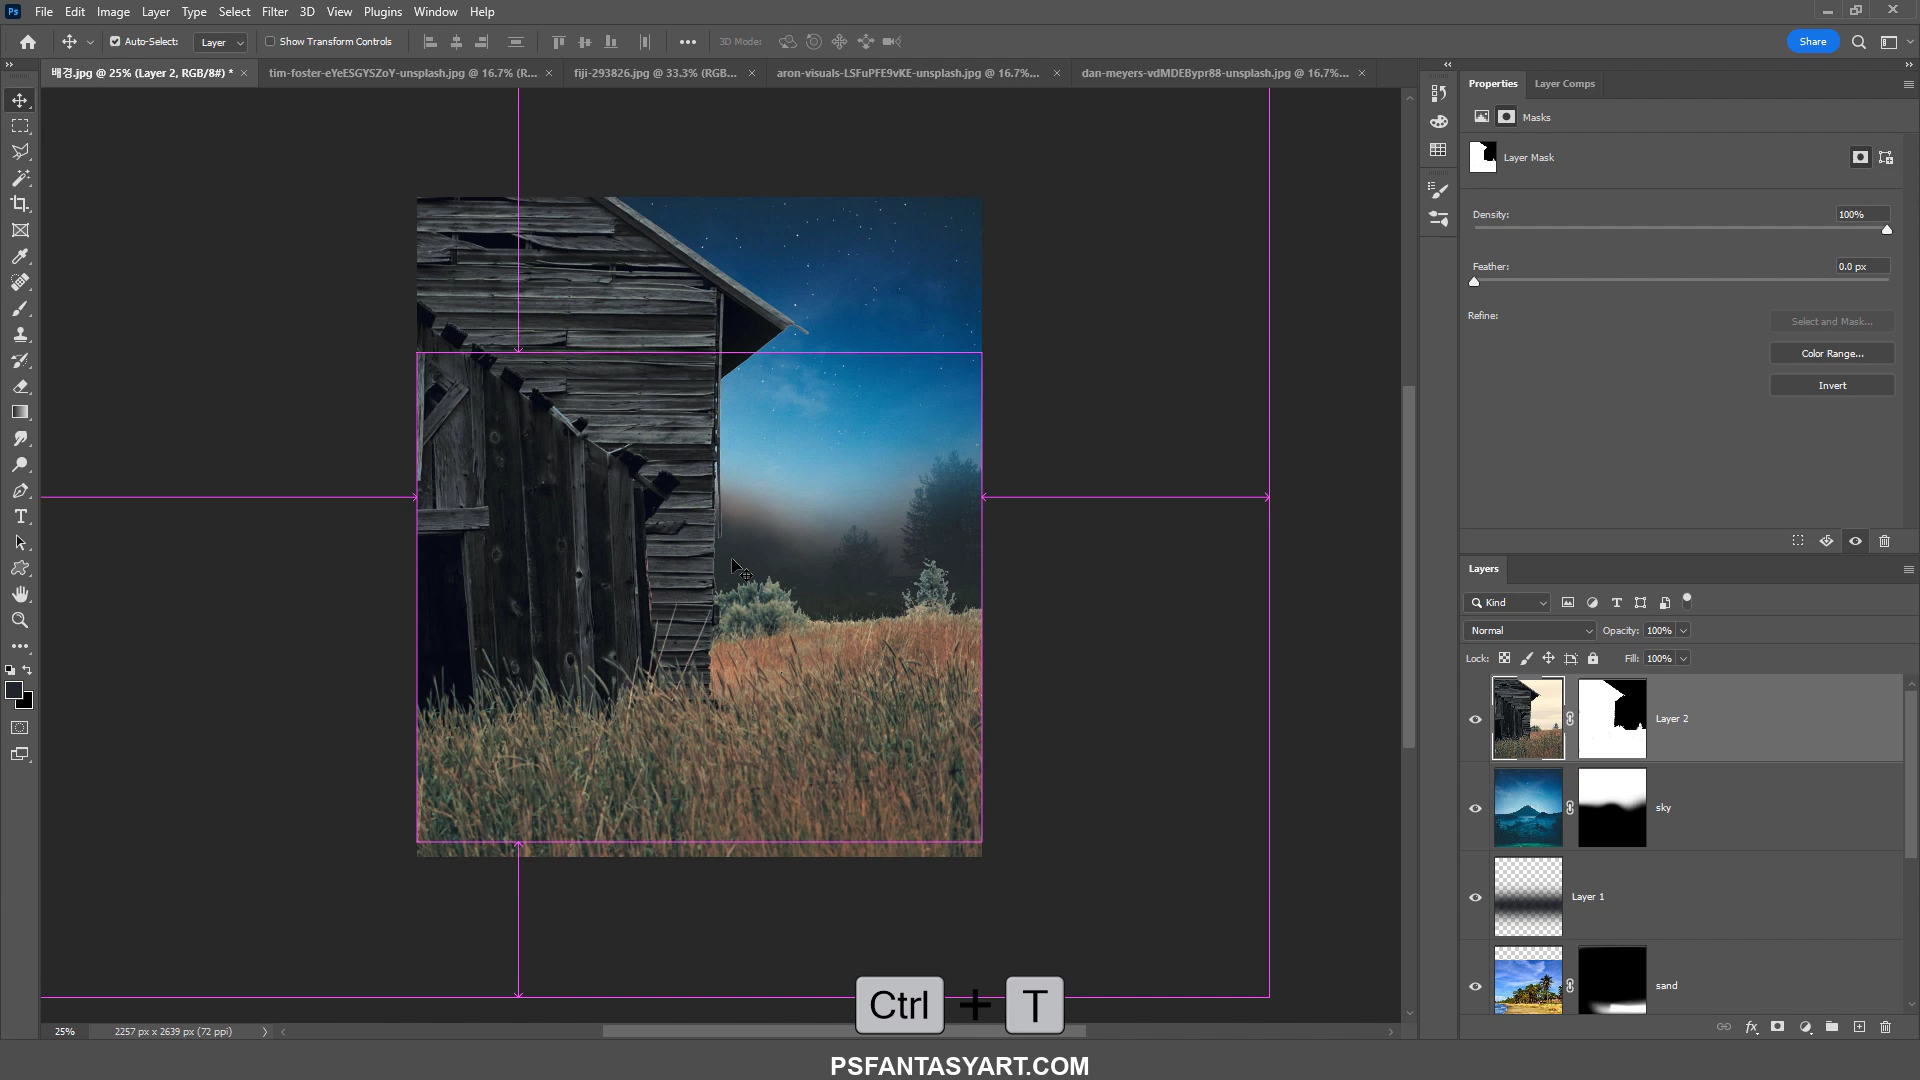 Ps File Edit Image Layer Type Select Filter 3D View Plugins Window Help
Auto-Select: Layer Show Transform Controls 3D Mode: Share
배경.jpg @ 25% (Layer 2, RGB/8#) * tim-foster-eYeESGYSZoY-unsplash.jpg @ 16.7% (R... fiji-293826.jpg @ 33.3% (RGB... aron-visuals-LSFuPFE9vKE-unsplash.jpg @ 16.7%... dan-meyers-vdMDEBypr88-unsplash.jpg @ 16.7%...
Properties Layer Comps
Masks
Layer Mask
Density: 100%
Feather: 0.0 px
Refine:
Select and Mask...
Color Range...
Invert
Layers
Kind
Normal Opacity: 100%
Lock: Fill: 100%
Layer 2
sky
Layer 1
sand
Ctrl + T
25% 2257 px x 2639 px (72 ppi)
PSFANTASYART.COM